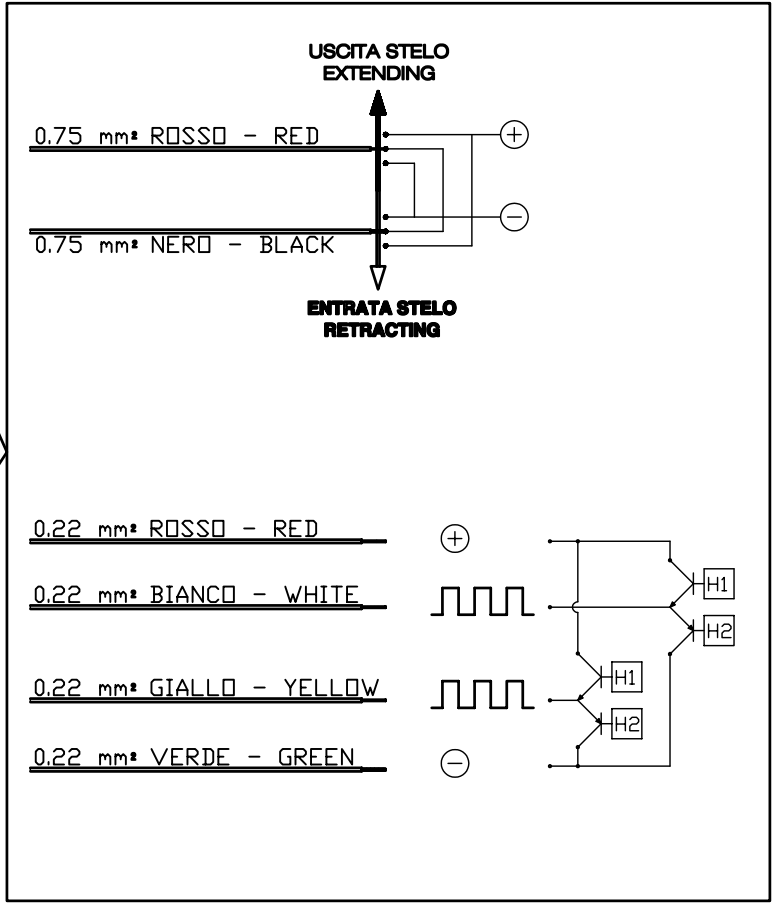 USCITA STELO
EXTENDING
0.75 mm² ROSSO - RED
+
-
0.75 mm² NERO - BLACK
ENTRATA STELO
RETRACTING
0.22 mm² ROSSO - RED
+
H1
0.22 mm² BIANCO - WHITE
H2
0.22 mm² GIALLO - YELLOW
H1
H2
0.22 mm² VERDE - GREEN
-